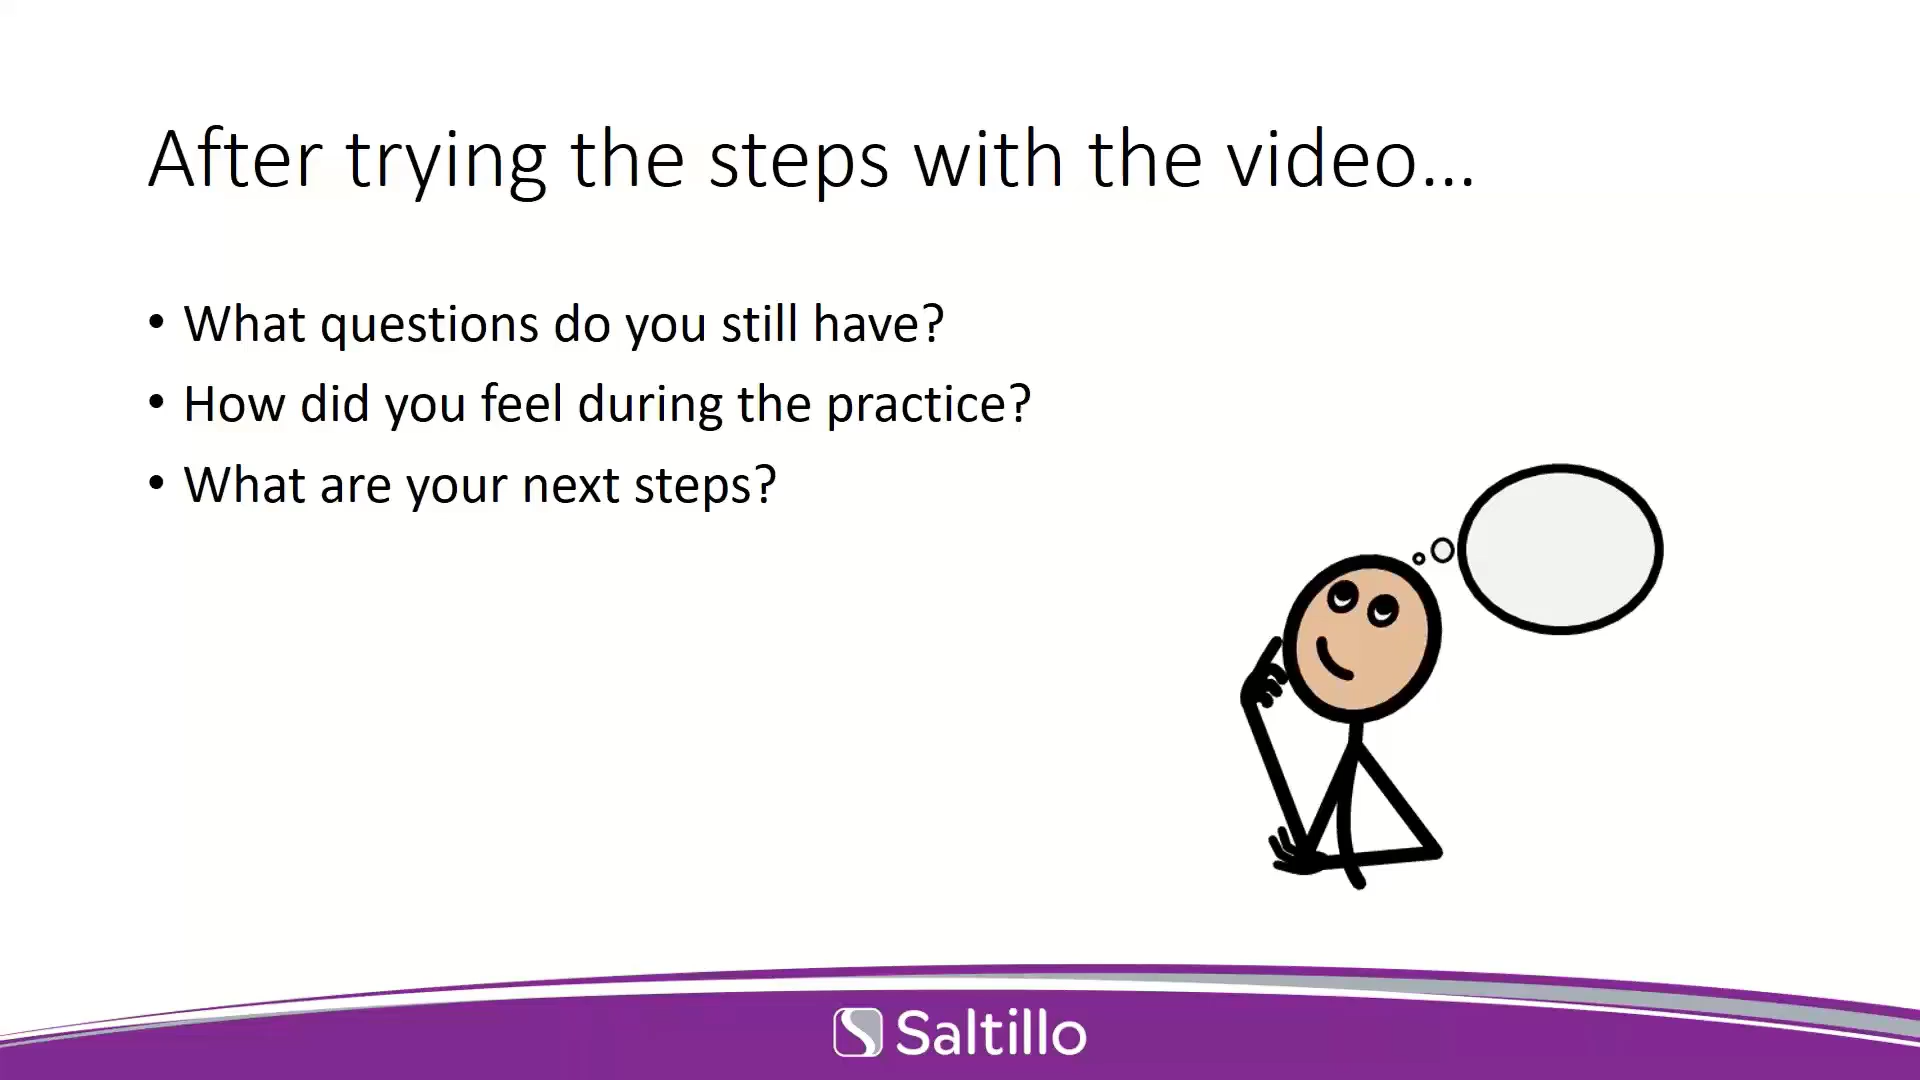 After trying the steps with the video...
• What questions do you still have?
• How did you feel during the practice?
• What are your next steps?
Saltillo